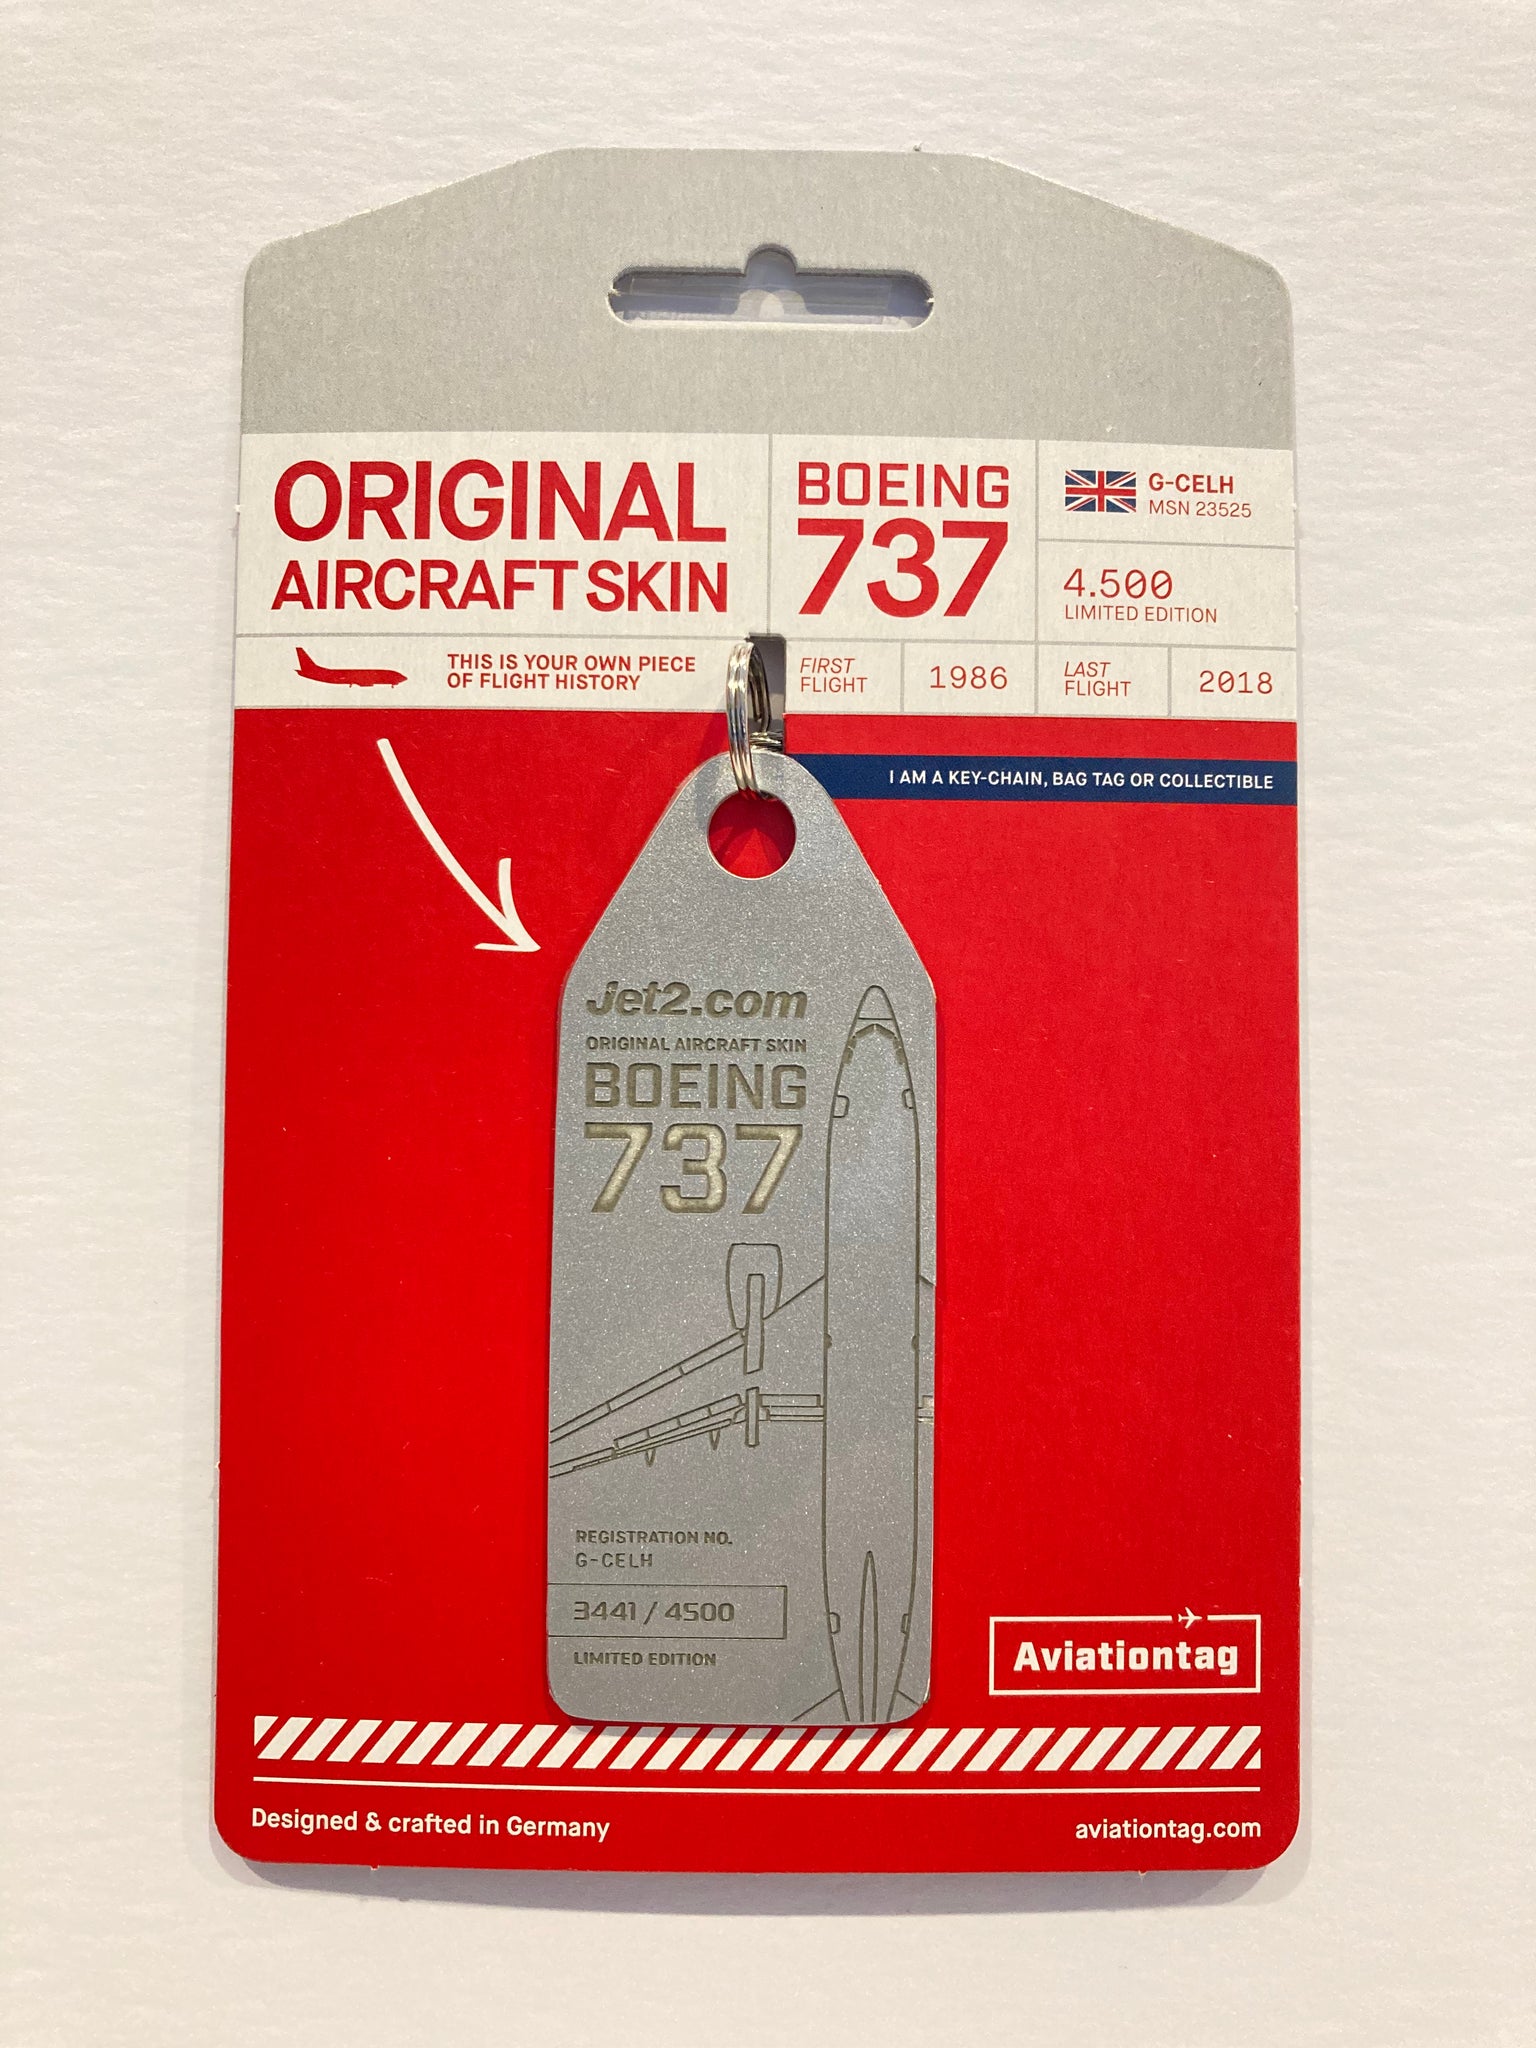 ORIGINAL
AIRCRAFT SKIN
THIS IS YOUR OWN PIECE
OF FLIGHT HISTORY
BOEING
737
G-CELH
MSN 23525
4.500
LIMITED EDITION
FIRST
FLIGHT
1986
LAST
FLIGHT
2018
I AM A KEY-CHAIN, BAG TAG OR COLLECTIBLE
Jet2.com
ORIGINAL AIRCRAFT SKIN
BOEING
737
REGISTRATION NO.
G-CELH
3441 / 4500
LIMITED EDITION
Aviationtag
Designed & crafted in Germany
aviationtag.com